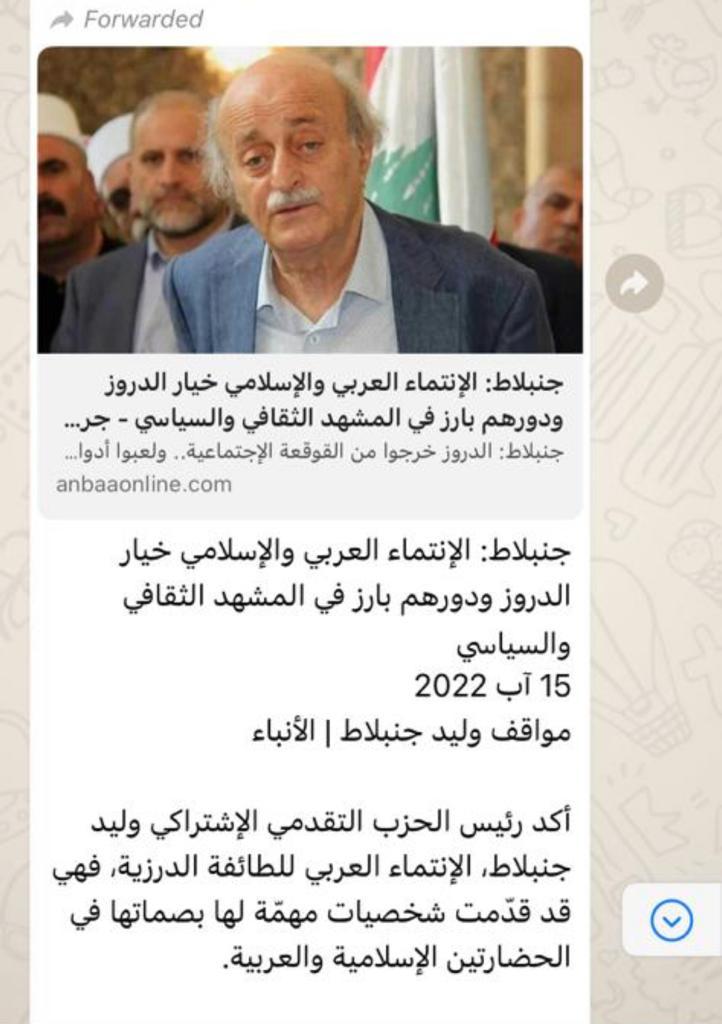 Forwarded
جنبلاط: الإنتماء العربي والإسلامي خيار الدروز
ودورهم بارز في المشهد الثقافي والسياسي - جر...
جنبلاط: الدروز خرجوا من القوقعة الإجتماعية.. ولعبوا أدوا...
anbaaonline.com
جنبلاط: الإنتماء العربي والإسلامي خيار
الدروز ودورهم بارز في المشهد الثقافي
والسياسي
15 آب 2022
مواقف وليد جنبلاط | الأنباء
أكد رئيس الحزب التقدمي الإشتراكي وليد
جنبلاط، الإنتماء العربي للطائفة الدرزية، فهي
قد قدّمت شخصيات مهمّة لها بصماتها في
الحضارتين الإسلامية والعربية.